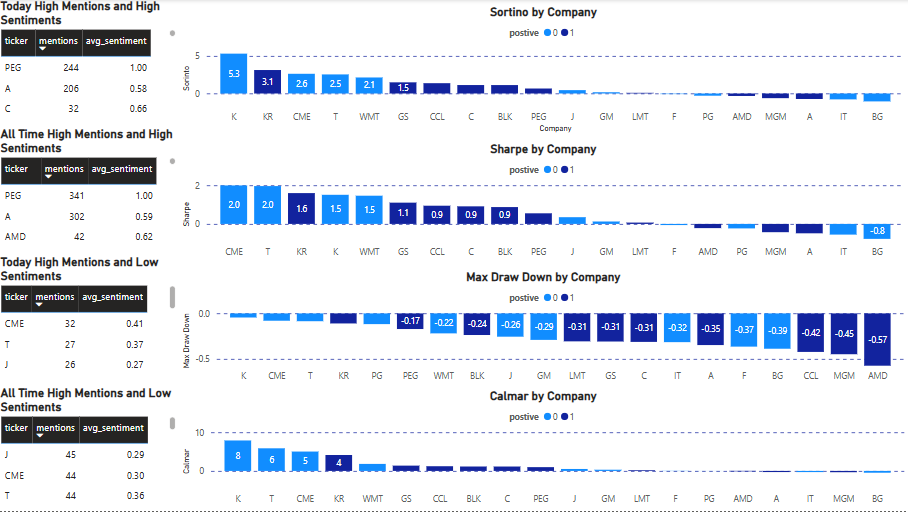 Today High Mentions and High
Sentiments
ticker mentions avg_sentiment
PEG 244 1.00
A 206 0.58
C 32 0.66
All Time High Mentions and High
Sentiments
ticker mentions avg_sentiment
PEG 341 1.00
A 302 0.59
AMD 42 0.62
Today High Mentions and Low
Sentiments
ticker mentions avg_sentiment
CME 32 0.41
T 27 0.37
J 26 0.27
All Time High Mentions and Low
Sentiments
ticker mentions avg_sentiment
J 45 0.29
CME 44 0.30
T 44 0.36
Sortino by Company
postive 0 1
Sorinto
5
0
5.3 3.1 2.6 2.5 2.1 1.5
K KR CME T WMT GS CCL C BLK PEG J GM LMT F PG AMD MGM A IT BG
Company
Sharpe by Company
postive 0 1
Sharpe
2
0
2.0 2.0 1.6 1.5 1.5 1.1 0.9 0.9 0.9 -0.8
CME T KR K WMT GS CCL C BLK PEG J GM LMT F AMD PG MGM A IT BG
Max Draw Down by Company
postive 0 1
Max Draw Down
0.0
-0.5
-0.17 -0.22 -0.24 -0.26 -0.29 -0.31 -0.31 -0.31 -0.32 -0.35 -0.37 -0.39 -0.42 -0.45 -0.57
K CME T KR PG PEG WMT BLK J GM LMT GS C IT A F BG CCL MGM AMD
Calmar by Company
postive 0 1
Calmar
10
0
8 6 5 4
K T CME KR WMT GS CCL BLK C PEG J GM LMT F PG AMD A IT MGM BG